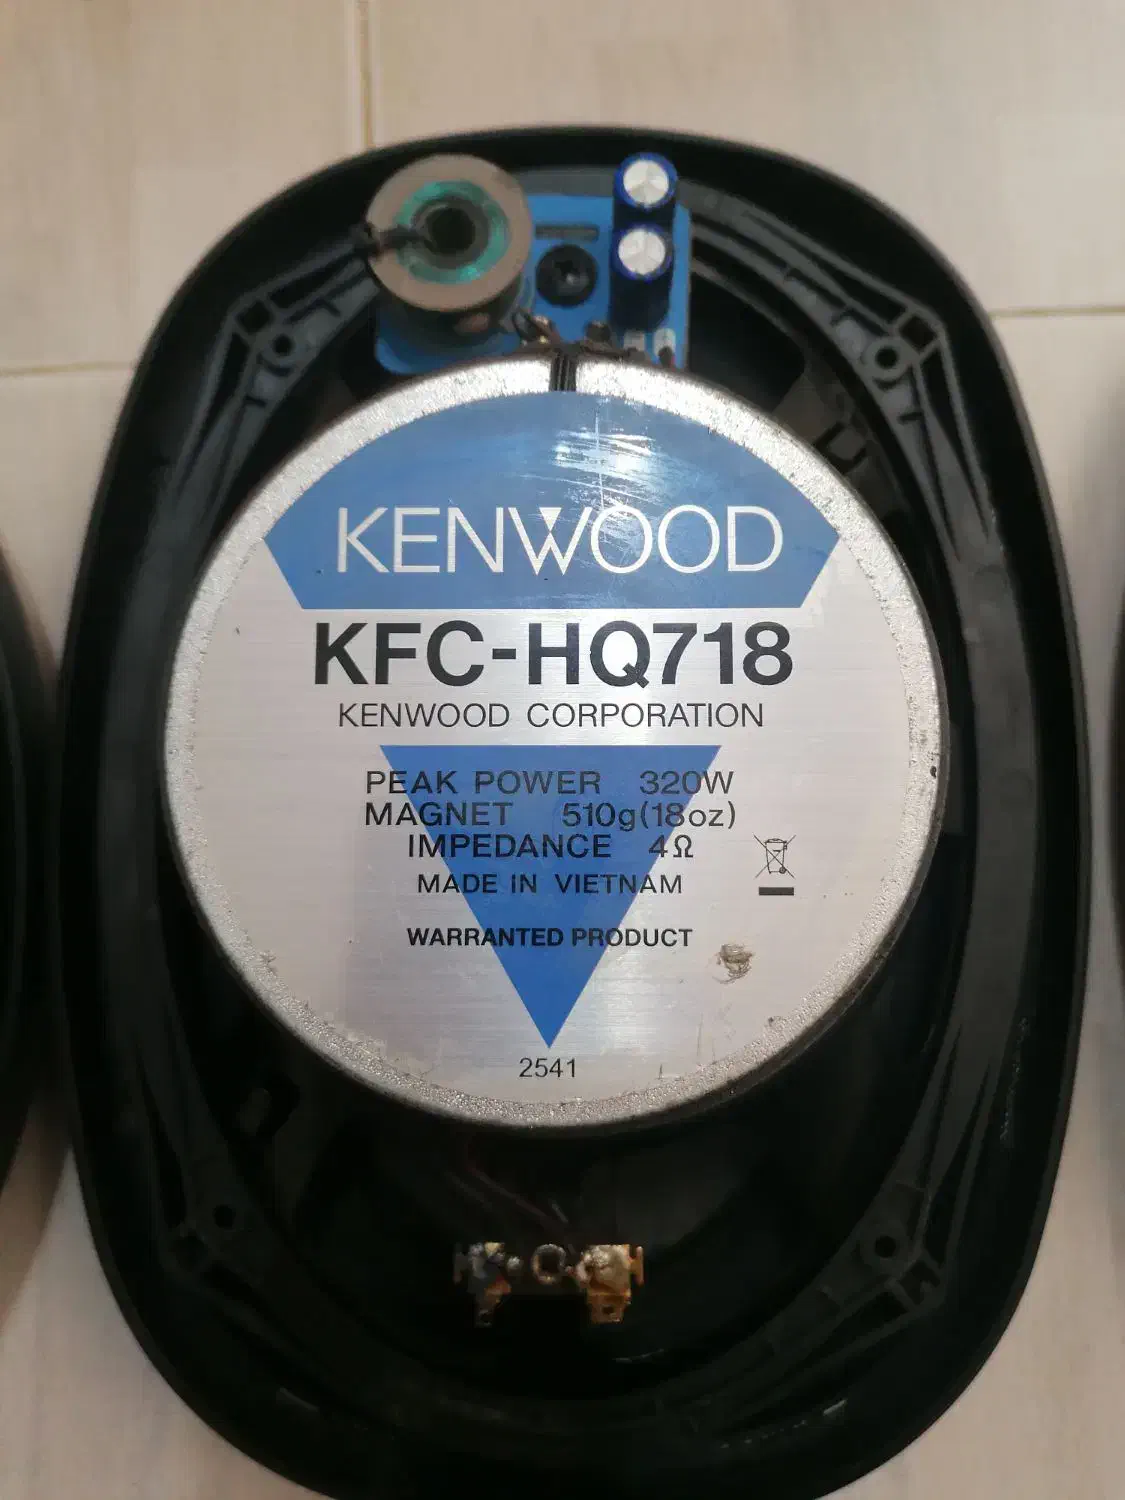 KENWOOD
KFC-HQ718
KENWOOD CORPORATION
PEAK POWER 320W
MAGNET 510g(18oz)
IMPEDANCE 4Ω
MADE IN VIETNAM
WARRANTED PRODUCT
2541